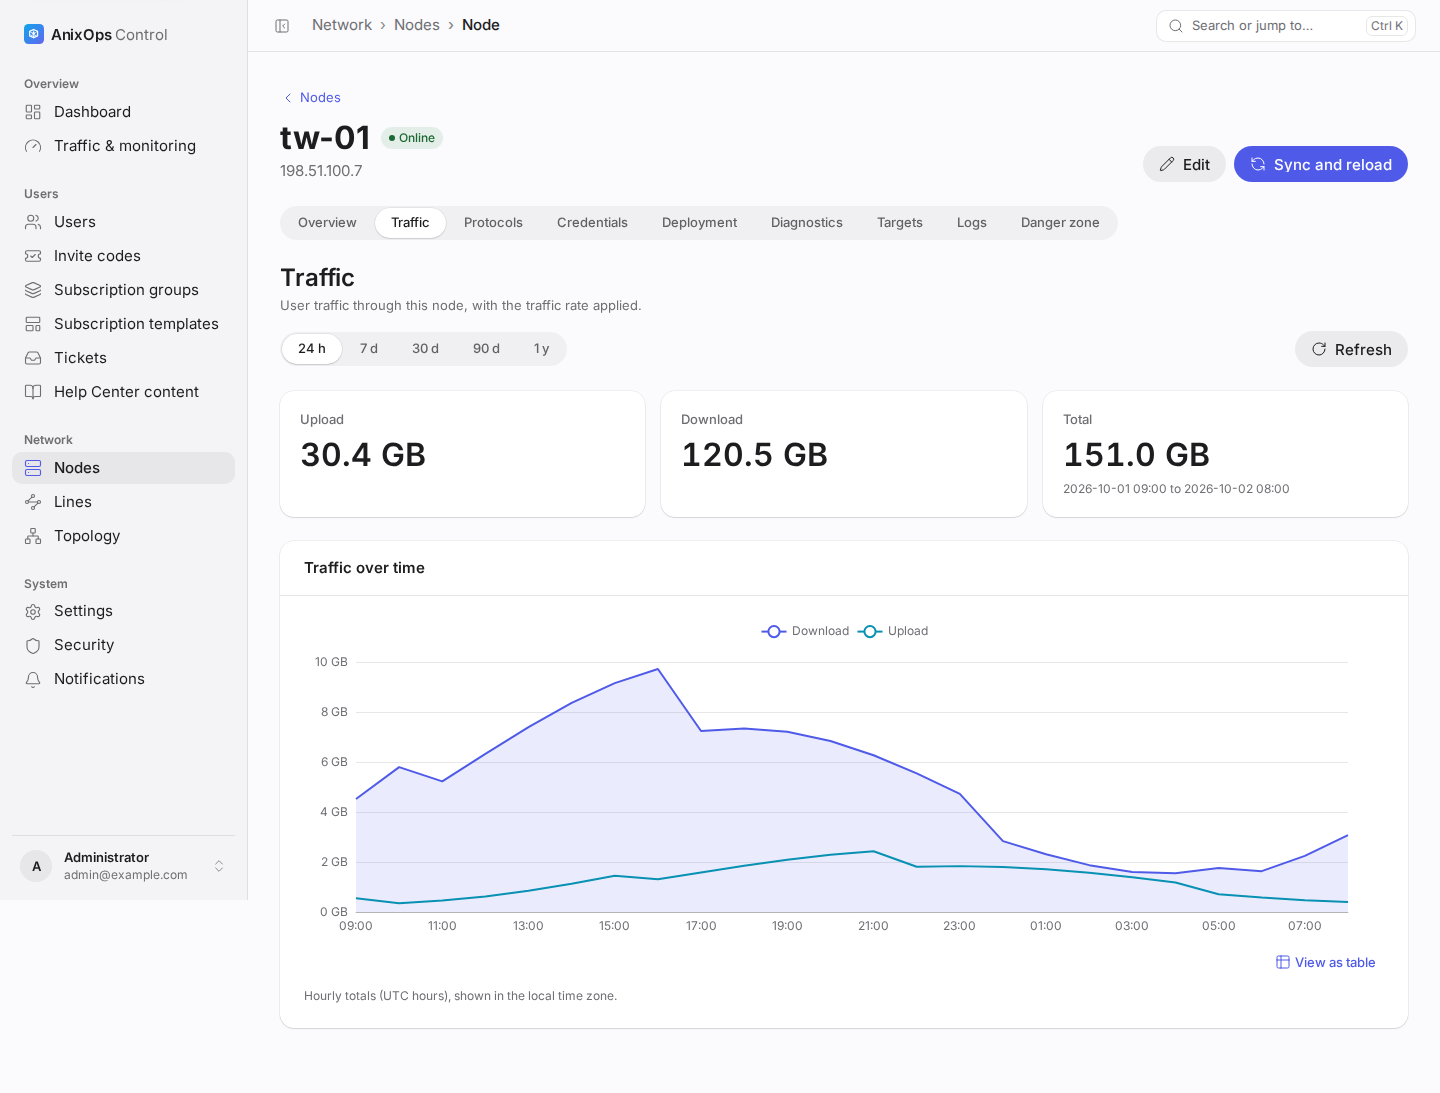 AnixOps Control
Network › Nodes › Node
Search or jump to...
Ctrl K
Overview
Dashboard
Traffic & monitoring
Users
Users
Invite codes
Subscription groups
Subscription templates
Tickets
Help Center content
Network
Nodes
Lines
Topology
System
Settings
Security
Notifications
A
Administrator
admin@example.com
Nodes
tw-01
Online
198.51.100.7
Edit
Sync and reload
Overview Traffic Protocols Credentials Deployment Diagnostics Targets Logs Danger zone
Traffic
User traffic through this node, with the traffic rate applied.
24 h 7 d 30 d 90 d 1 y
Refresh
Upload
30.4 GB
Download
120.5 GB
Total
151.0 GB
2026-10-01 09:00 to 2026-10-02 08:00
Traffic over time
Download Upload
10 GB
8 GB
6 GB
4 GB
2 GB
0 GB
09:00 11:00 13:00 15:00 17:00 19:00 21:00 23:00 01:00 03:00 05:00 07:00
View as table
Hourly totals (UTC hours), shown in the local time zone.